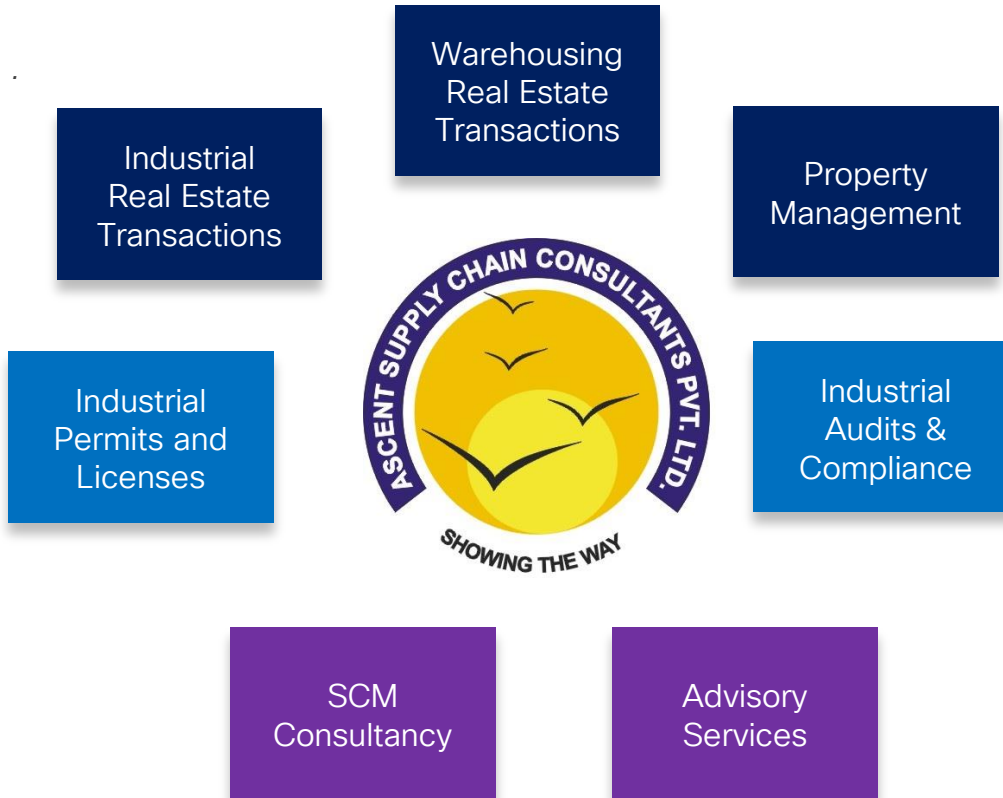 .
Warehousing
Real Estate
Transactions
Industrial
Real Estate
Transactions
Property
Management
ASCENT SUPPLY CHAIN CONSULTANTS PVT. LTD.
SHOWING THE WAY
Industrial
Permits and
Licenses
Industrial
Audits &
Compliance
SCM
Consultancy
Advisory
Services